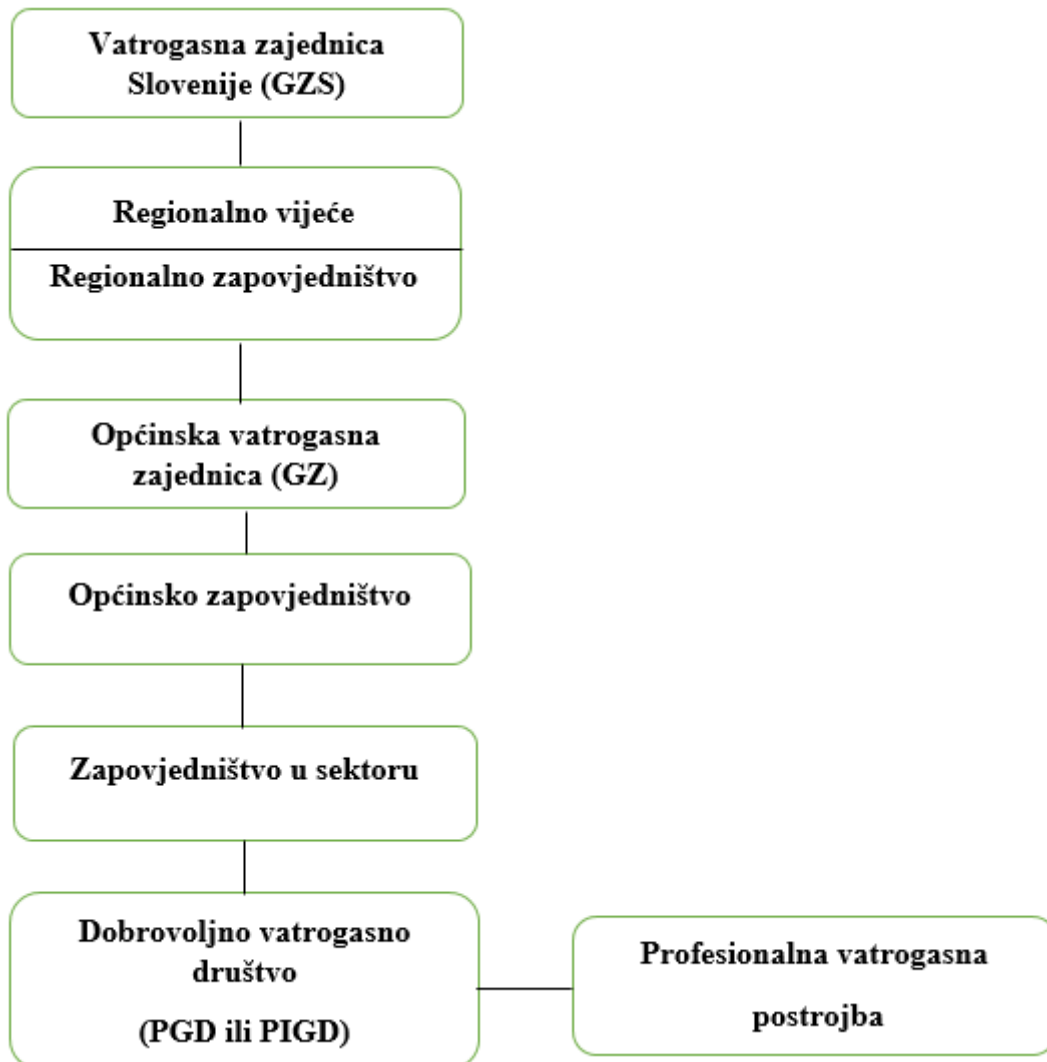 Vatrogasna zajednica
Slovenije (GZS)
Regionalno vijeće
Regionalno zapovjedništvo
Općinska vatrogasna
zajednica (GZ)
Općinsko zapovjedništvo
Zapovjedništvo u sektoru
Dobrovoljno vatrogasno
društvo
(PGD ili PIGD)
Profesionalna vatrogasna
postrojba